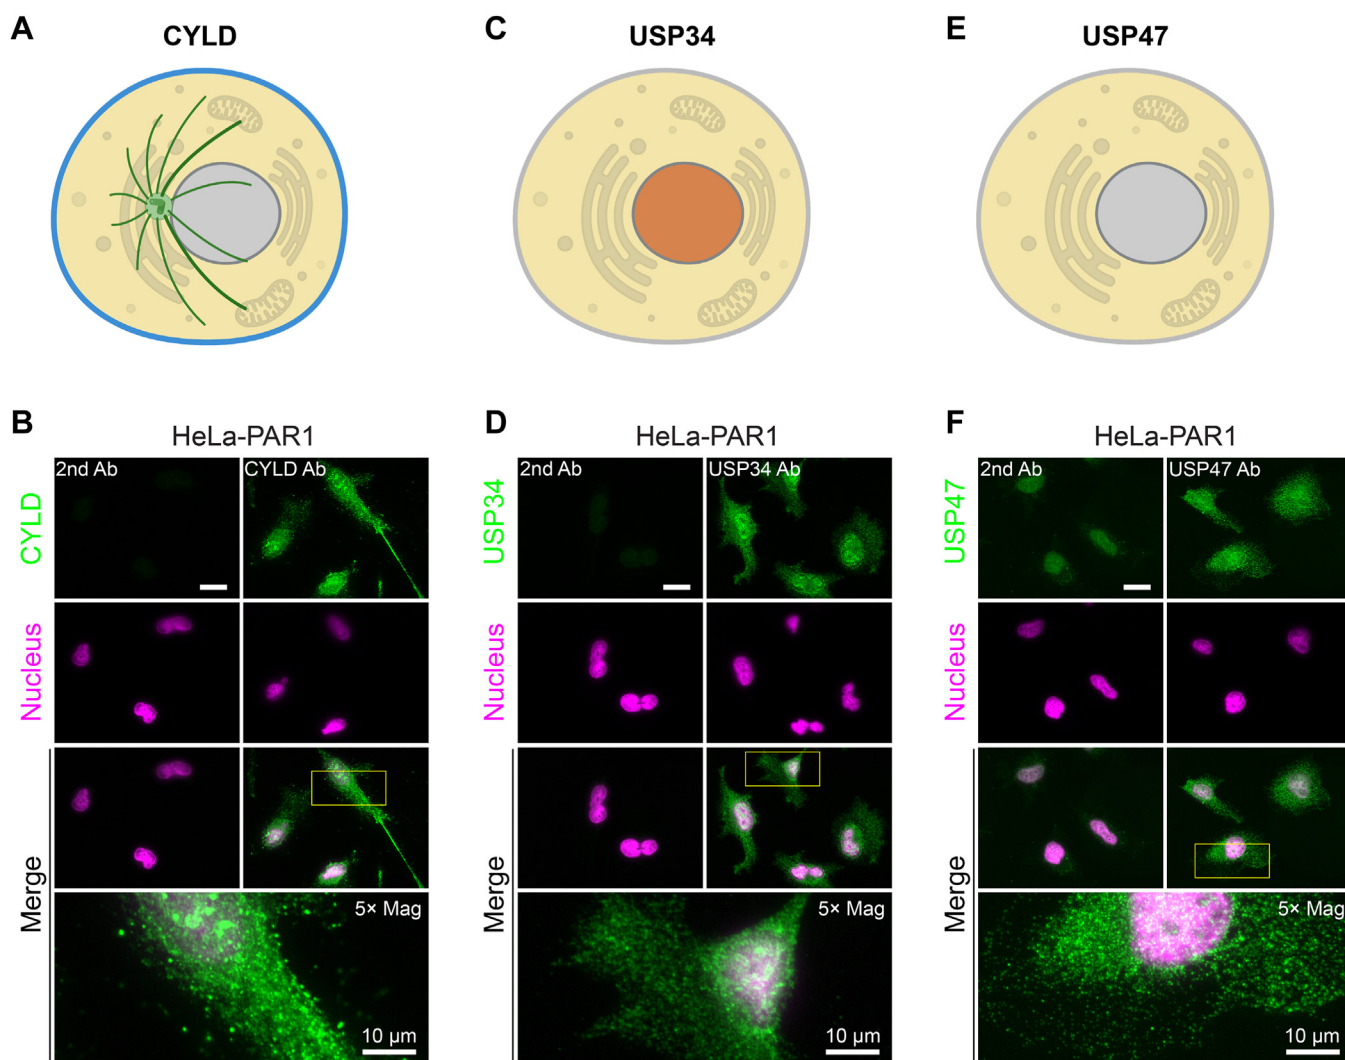 A
CYLD
C
USP34
E
USP47
B
HeLa-PAR1
2nd Ab
CYLD Ab
CYLD
Nucleus
Merge
5× Mag
10 µm
D
HeLa-PAR1
2nd Ab
USP34 Ab
USP34
Nucleus
Merge
5× Mag
10 µm
F
HeLa-PAR1
2nd Ab
USP47 Ab
USP47
Nucleus
Merge
5× Mag
10 µm